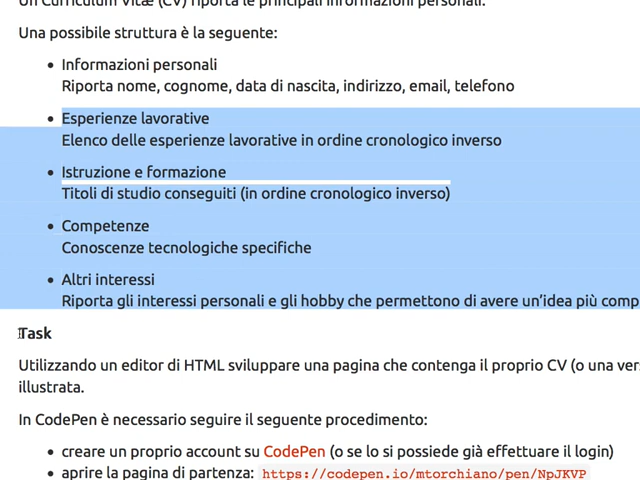 Un Curriculum Vitæ (CV) riporta le principali informazioni personali.
Una possibile struttura è la seguente:
• Informazioni personali
Riporta nome, cognome, data di nascita, indirizzo, email, telefono
• Esperienze lavorative
Elenco delle esperienze lavorative in ordine cronologico inverso
• Istruzione e formazione
Titoli di studio conseguiti (in ordine cronologico inverso)
• Competenze
Conoscenze tecnologiche specifiche
• Altri interessi
Riporta gli interessi personali e gli hobby che permettono di avere un'idea più comp
Task
Utilizzando un editor di HTML sviluppare una pagina che contenga il proprio CV (o una ver
illustrata.
In CodePen è necessario seguire il seguente procedimento:
• creare un proprio account su CodePen (o se lo si possiede già effettuare il login)
• aprire la pagina di partenza: https://codepen.io/mtorchiano/pen/NpJKVP